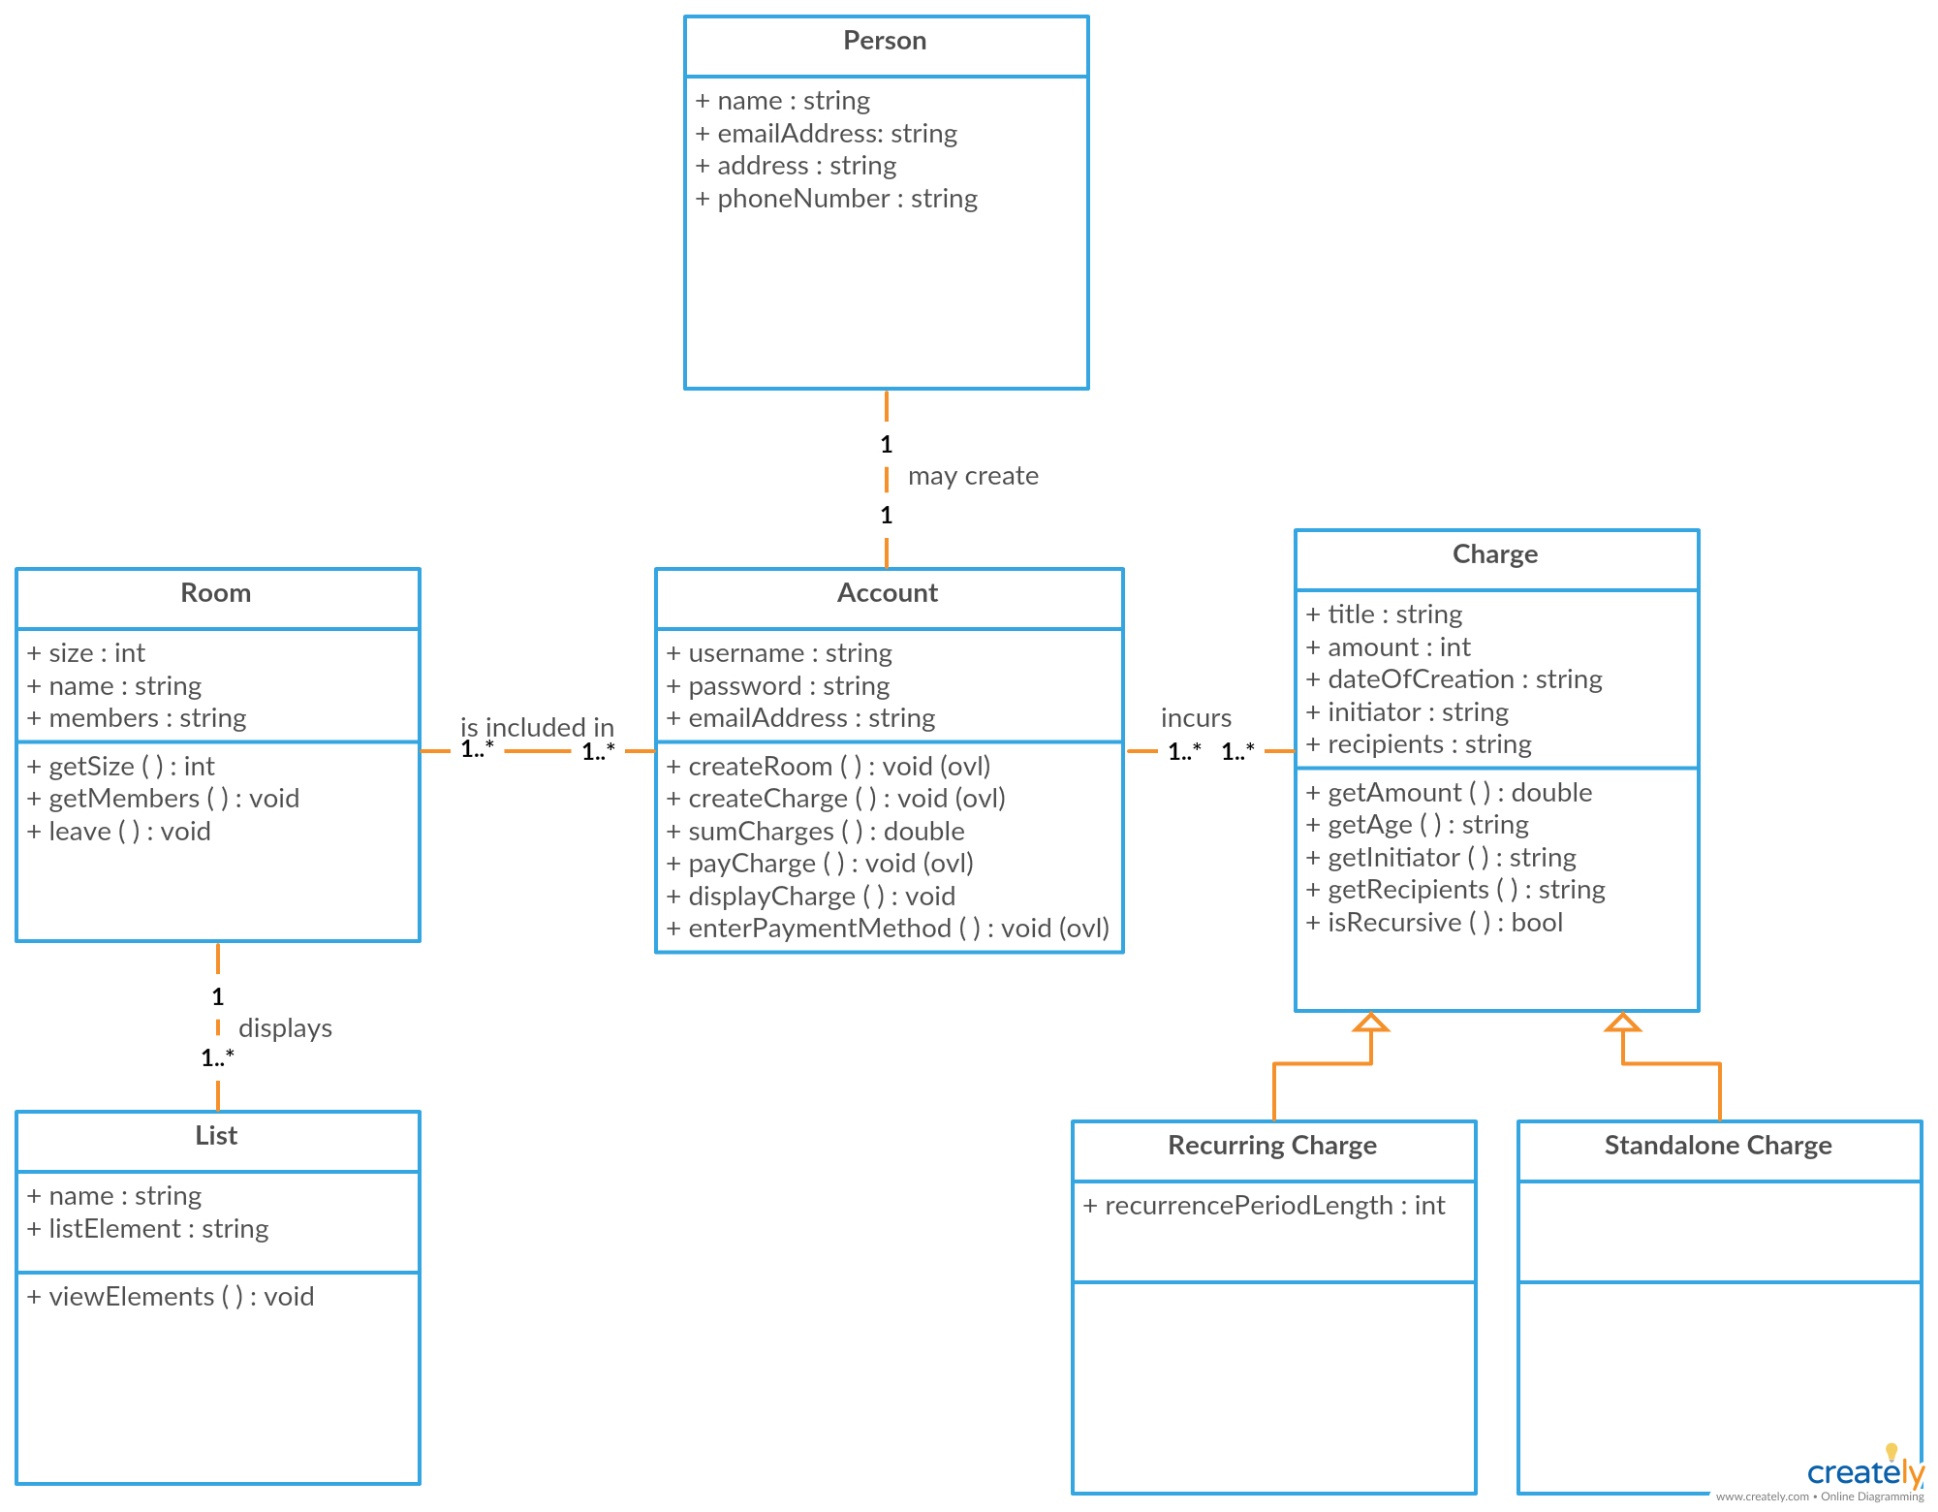 Person
+ name : string
+ emailAddress: string
+ address : string
+ phoneNumber : string
1
may create
1
Room
+ size : int
+ name : string
+ members : string
+ getSize ( ) : int
+ getMembers ( ) : void
+ leave ( ) : void
is included in
1..* 1..*
Account
+ username : string
+ password : string
+ emailAddress : string
+ createRoom ( ) : void (ovl)
+ createCharge ( ) : void (ovl)
+ sumCharges ( ) : double
+ payCharge ( ) : void (ovl)
+ displayCharge ( ) : void
+ enterPaymentMethod ( ) : void (ovl)
incurs
1..* 1..*
Charge
+ title : string
+ amount : int
+ dateOfCreation : string
+ initiator : string
+ recipients : string
+ getAmount ( ) : double
+ getAge ( ) : string
+ getInitiator ( ) : string
+ getRecipients ( ) : string
+ isRecursive ( ) : bool
1
displays
1..*
List
+ name : string
+ listElement : string
+ viewElements ( ) : void
Recurring Charge
+ recurrencePeriodLength : int
Standalone Charge
creately
www.creately.com • Online Diagramming